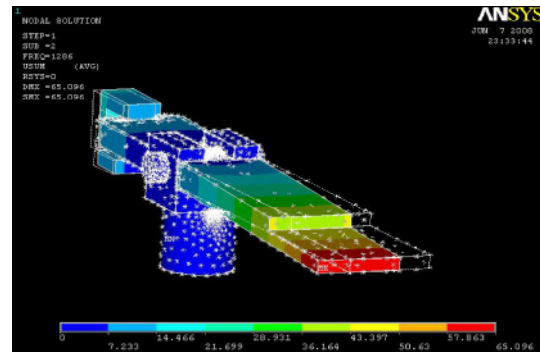 1
NODAL SOLUTION
STEP=1
SUB =2
FREQ=1286
USUM (AVG)
RSYS=0
DMX =65.096
SMX =65.096
ANSYS
JUN 7 2008
23:33:44
MN
MX
0 14.466 28.931 43.397 57.863
7.233 21.699 36.164 50.63 65.096